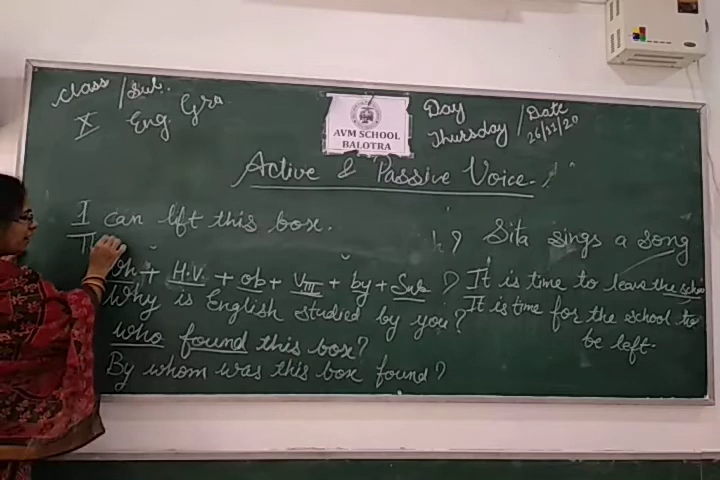 class / Sub.
X Eng. Gra
AVM SCHOOL
BALOTRA
Day / Date
Thursday / 26/11/20
Active & Passive Voice.
I can lift this box.
Th
+ H.V. + ob + VIII + by + Sub ?
Why is English studied by you?
who found this box?
By whom was this box found?
Sita sings a song
It is time to leave the
It is time for the school to
be left.